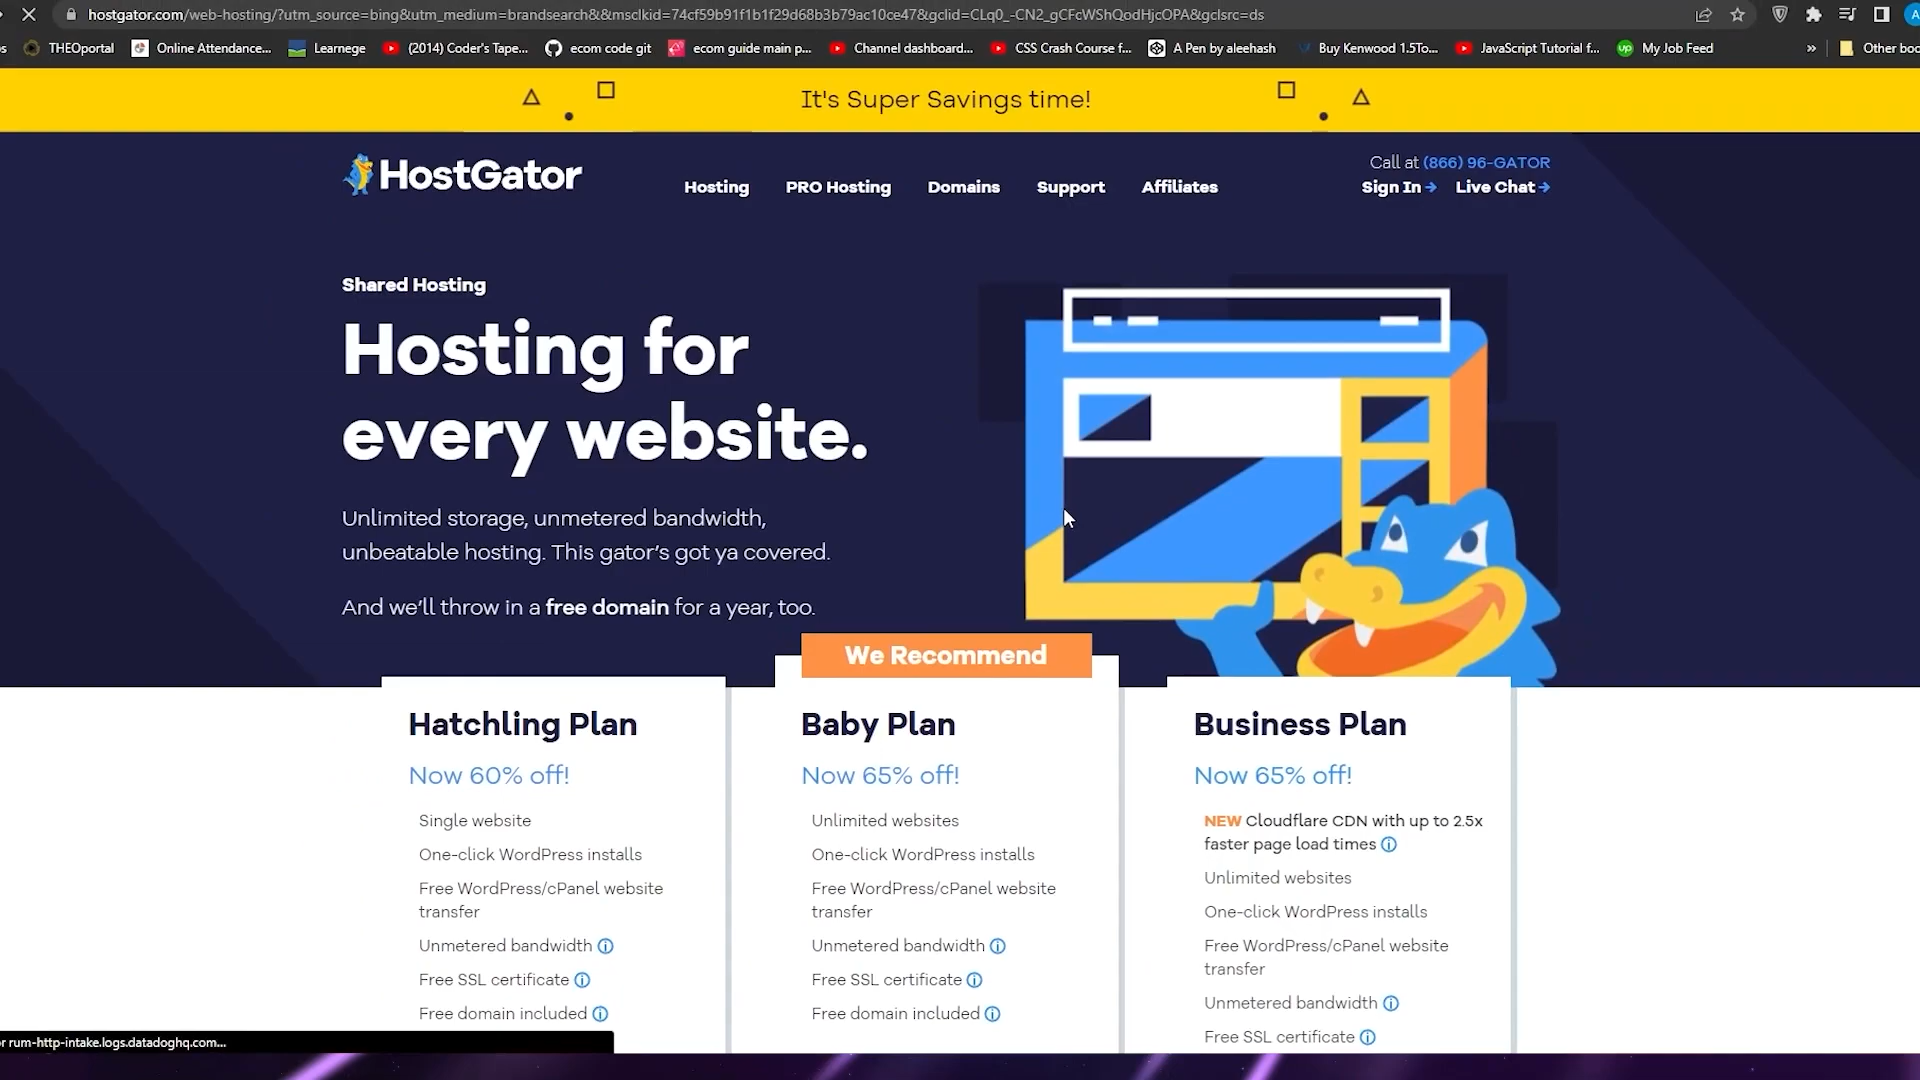 hostgator.com/web-hosting/?utm_source=bing&utm_medium=brandsearch&&msclkid=74cf59b91f1b1f29d68b3b79ac10ce47&gclid=CLq0_-CN2_gCFcWShQodHjcOPA&gclsrc=ds
THEOportal Online Attendance... Learnege (2014) Coder's Tape... ecom code git ecom guide main p... Channel dashboard... CSS Crash Course f... A Pen by aleehash Buy Kenwood 1.5To... JavaScript Tutorial f... up My Job Feed » Other boo
It's Super Savings time!
HostGator
Hosting PRO Hosting Domains Support Affiliates
Call at (866) 96-GATOR
Sign In Live Chat
Shared Hosting
Hosting for
every website.
Unlimited storage, unmetered bandwidth,
unbeatable hosting. This gator's got ya covered.
And we'll throw in a free domain for a year, too.
We Recommend
Hatchling Plan
Now 60% off!
Single website
One-click WordPress installs
Free WordPress/cPanel website
transfer
Unmetered bandwidth
Free SSL certificate
Free domain included
Baby Plan
Now 65% off!
Unlimited websites
One-click WordPress installs
Free WordPress/cPanel website
transfer
Unmetered bandwidth
Free SSL certificate
Free domain included
Business Plan
Now 65% off!
NEW Cloudflare CDN with up to 2.5x
faster page load times
Unlimited websites
One-click WordPress installs
Free WordPress/cPanel website
transfer
Unmetered bandwidth
Free SSL certificate
r rum-http-intake.logs.datadoghq.com...